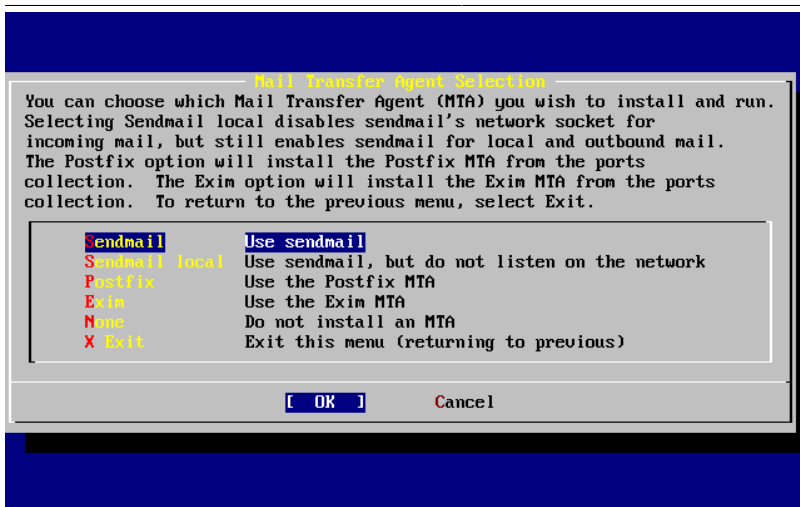 Mail Transfer Agent Selection
You can choose which Mail Transfer Agent (MTA) you wish to install and run.
Selecting Sendmail local disables sendmail's network socket for
incoming mail, but still enables sendmail for local and outbound mail.
The Postfix option will install the Postfix MTA from the ports
collection.  The Exim option will install the Exim MTA from the ports
collection.  To return to the previous menu, select Exit.
Sendmail Use sendmail
Sendmail local Use sendmail, but do not listen on the network
Postfix Use the Postfix MTA
Exim Use the Exim MTA
None Do not install an MTA
X Exit Exit this menu (returning to previous)
[ OK ] Cancel